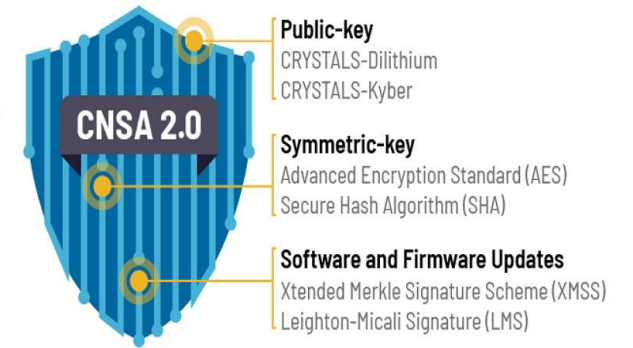 CNSA 2.0
Public-key
CRYSTALS-Dilithium
CRYSTALS-Kyber
Symmetric-key
Advanced Encryption Standard (AES)
Secure Hash Algorithm (SHA)
Software and Firmware Updates
Xtended Merkle Signature Scheme (XMSS)
Leighton-Micali Signature (LMS)